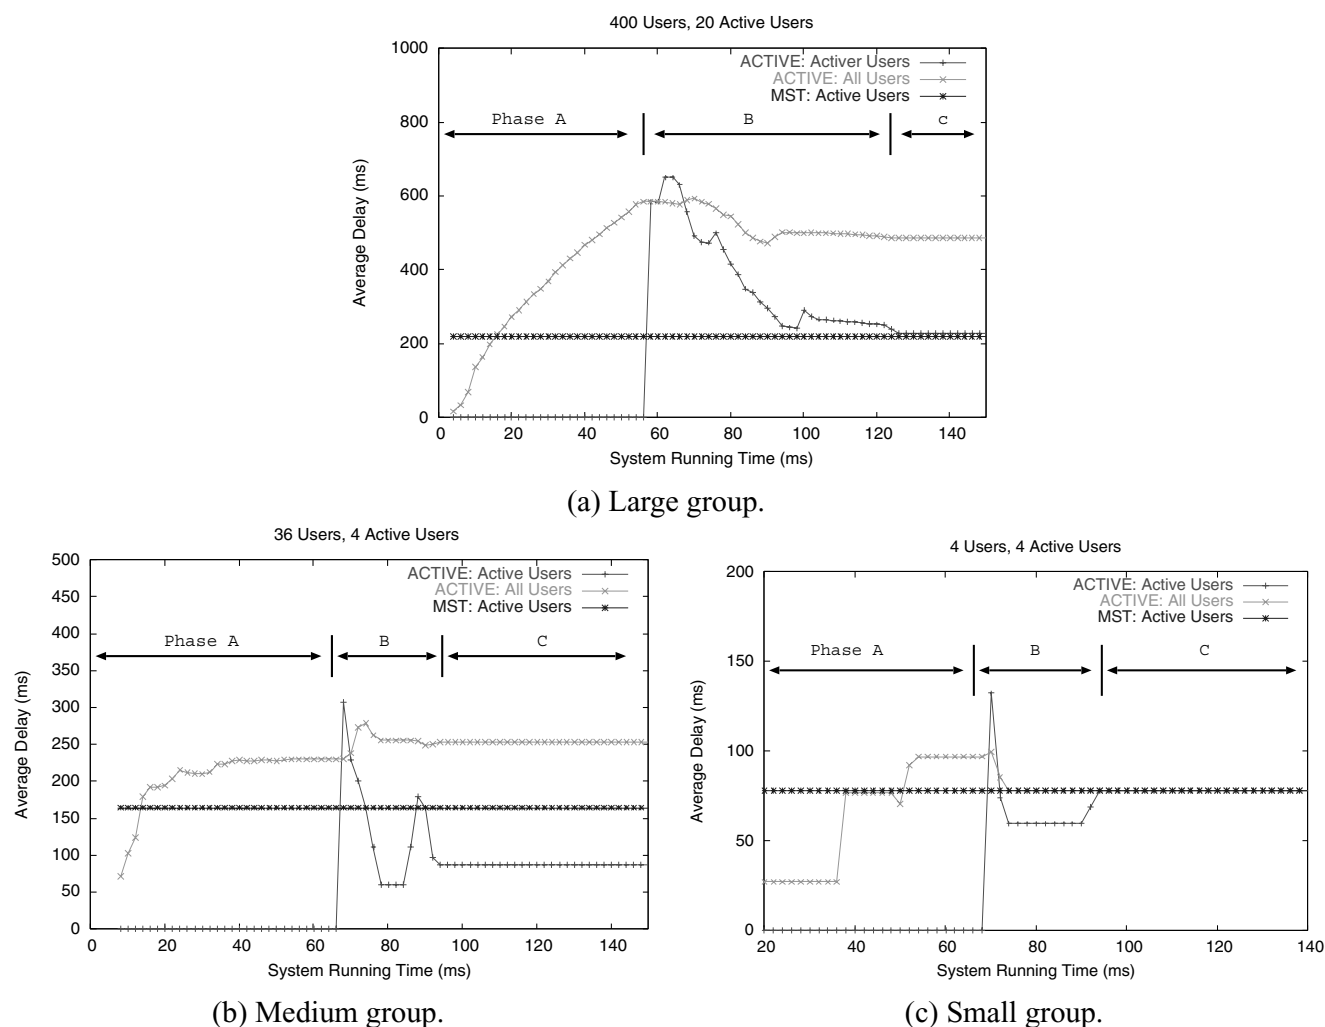 400 Users, 20 Active Users
1000
800
600
400
200
0
Average Delay (ms)
ACTIVE: Activer Users
ACTIVE: All Users
MST: Active Users
Phase A
B
c
0 20 40 60 80 100 120 140
System Running Time (ms)
(a) Large group.
36 Users, 4 Active Users
500
450
400
350
300
250
200
150
100
50
0
Average Delay (ms)
ACTIVE: Active Users
ACTIVE: All Users
MST: Active Users
Phase A
B
C
0 20 40 60 80 100 120 140
System Running Time (ms)
(b) Medium group.
4 Users, 4 Active Users
200
150
100
50
0
Average Delay (ms)
ACTIVE: Active Users
ACTIVE: All Users
MST: Active Users
Phase A
B
C
20 40 60 80 100 120 140
System Running Time (ms)
(c) Small group.